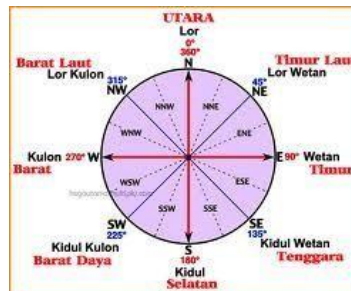 UTARA
Lor
0°
360°
N
Barat Laut
Timur Lau
Lor Kulon
315°
NW
45°
NE
Lor Wetan
NNW
NNE
WNW
ENE
Kulon 270° W
E 90° Wetan
Barat
Timur
WSW
ESE
SSW
SSE
SW
225°
SE
135°
Kidul Kulon
Kidul Wetan
Barat Daya
Tenggara
S
180°
Kidul
Selatan